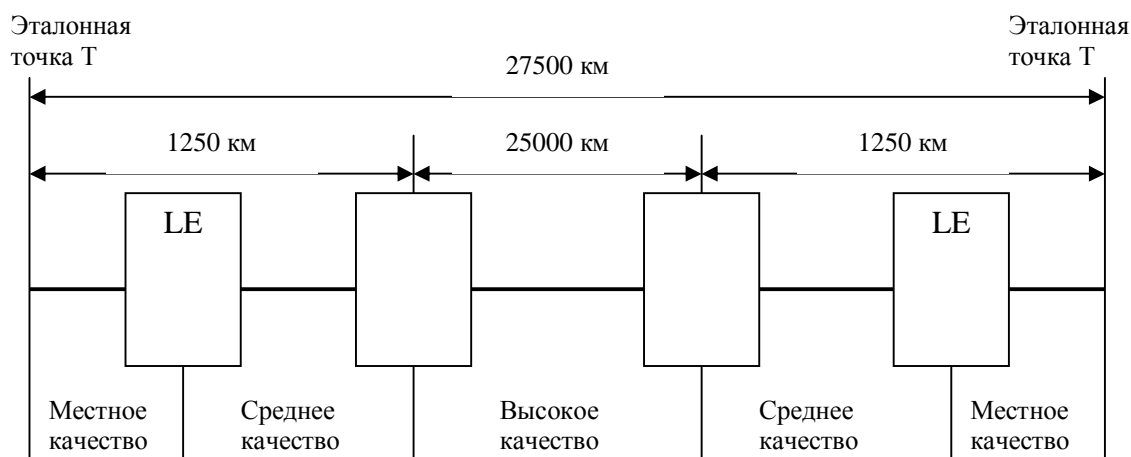 Эталонная
точка Т
Эталонная
точка Т
27500 км
1250 км
25000 км
1250 км
LE
LE
Местное
качество
Среднее
качество
Высокое
качество
Среднее
качество
Местное
качество